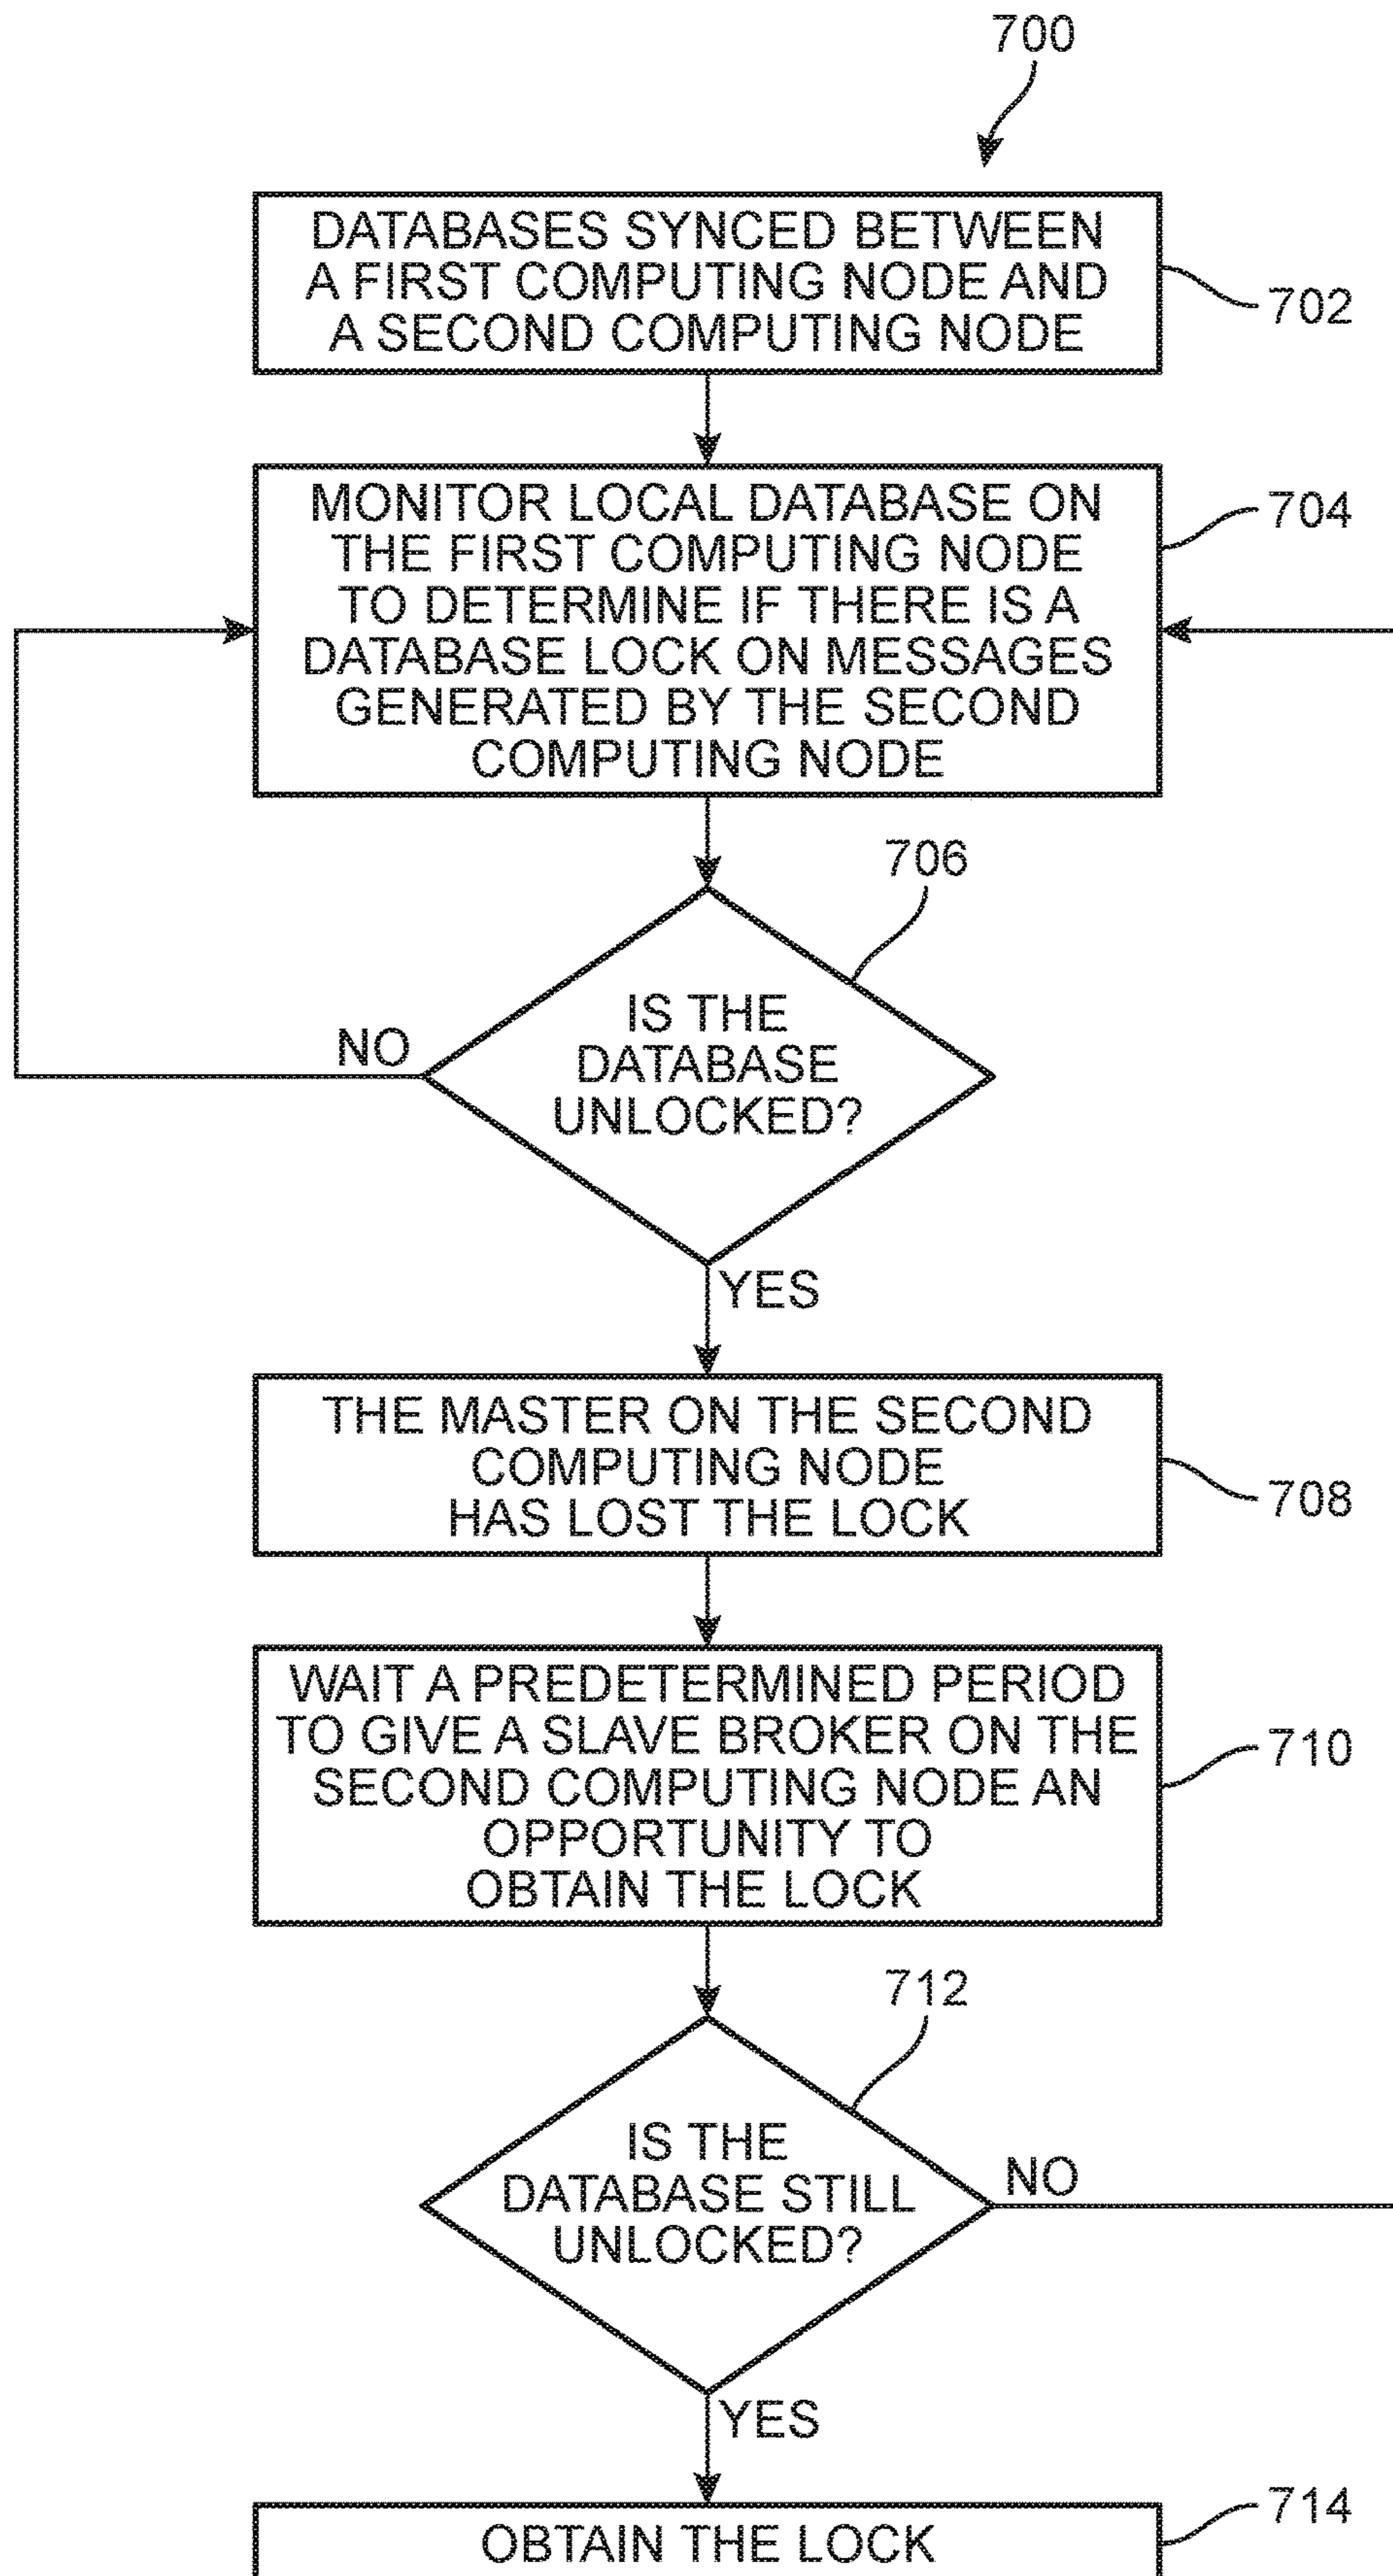 700
DATABASES SYNCED BETWEEN
A FIRST COMPUTING NODE AND
A SECOND COMPUTING NODE
702
MONITOR LOCAL DATABASE ON
THE FIRST COMPUTING NODE
TO DETERMINE IF THERE IS A
DATABASE LOCK ON MESSAGES
GENERATED BY THE SECOND
COMPUTING NODE
704
706
IS THE
DATABASE
UNLOCKED?
NO
YES
THE MASTER ON THE SECOND
COMPUTING NODE
HAS LOST THE LOCK
708
WAIT A PREDETERMINED PERIOD
TO GIVE A SLAVE BROKER ON THE
SECOND COMPUTING NODE AN
OPPORTUNITY TO
OBTAIN THE LOCK
710
712
IS THE
DATABASE STILL
UNLOCKED?
NO
YES
OBTAIN THE LOCK
714